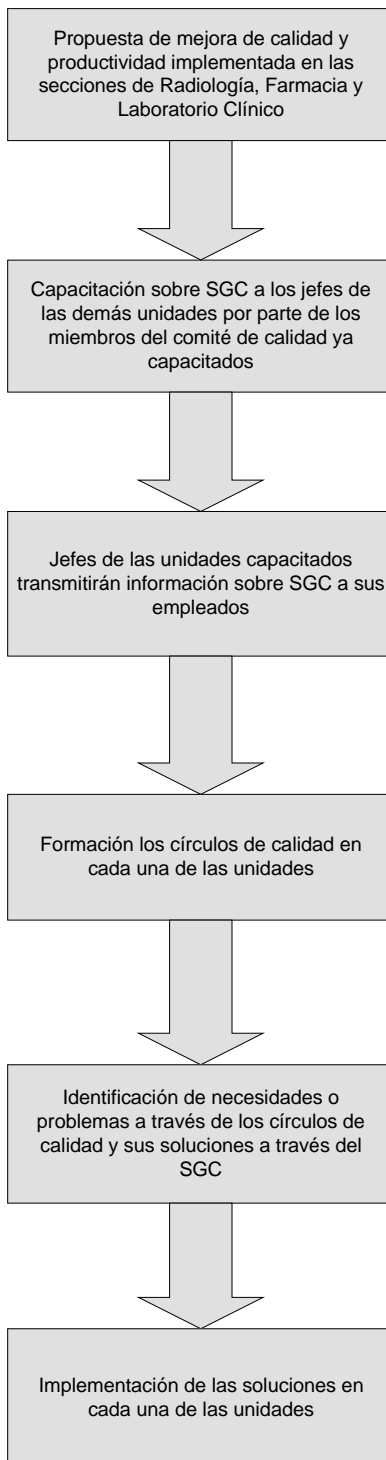 Propuesta de mejora de calidad y
productividad implementada en las
secciones de Radiología, Farmacia y
Laboratorio Clínico
Capacitación sobre SGC a los jefes de
las demás unidades por parte de los
miembros del comité de calidad ya
capacitados
Jefes de las unidades capacitados
transmitirán información sobre SGC a sus
empleados
Formación los círculos de calidad en
cada una de las unidades
Identificación de necesidades o
problemas a través de los círculos de
calidad y sus soluciones a través del
SGC
Implementación de las soluciones en
cada una de las unidades